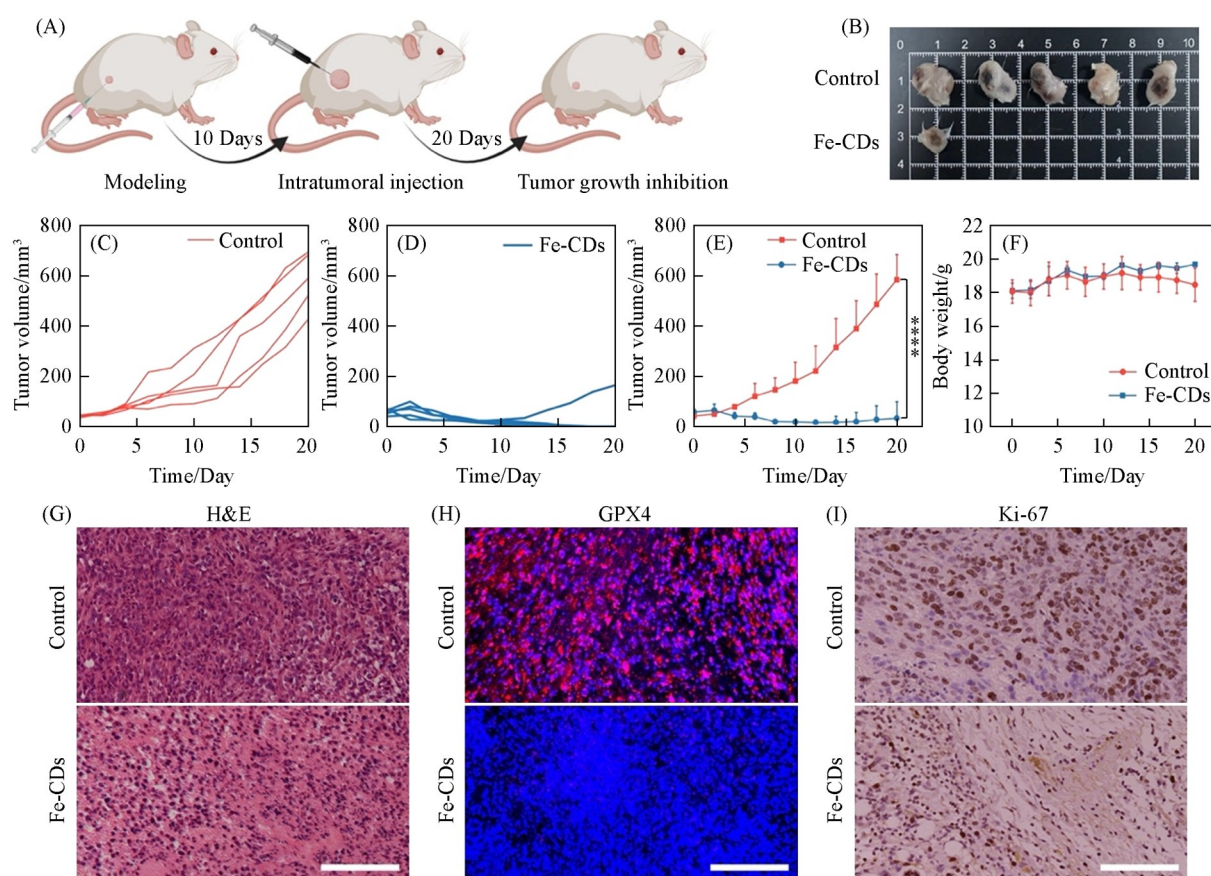 (A)
10 Days
20 Days
Modeling
Intratumoral injection
Tumor growth inhibition
(B)
0 1 2 3 4 5 6 7 8 9 10
Control
1
2
Fe-CDs
3
3
4
(C)
Control
Tumor volume/mm³
800
600
400
200
0
0 5 10 15 20
Time/Day
(D)
Fe-CDs
Tumor volume/mm³
800
600
400
200
0
0 5 10 15 20
Time/Day
(E)
Control
Fe-CDs
Tumor volume/mm³
800
600
400
200
0
****
0 5 10 15 20
Time/Day
(F)
Body weight/g
22
20
18
16
14
12
10
Control
Fe-CDs
0 5 10 15 20
Time/Day
(G)
H&E
Control
Fe-CDs
(H)
GPX4
Control
Fe-CDs
(I)
Ki-67
Control
Fe-CDs